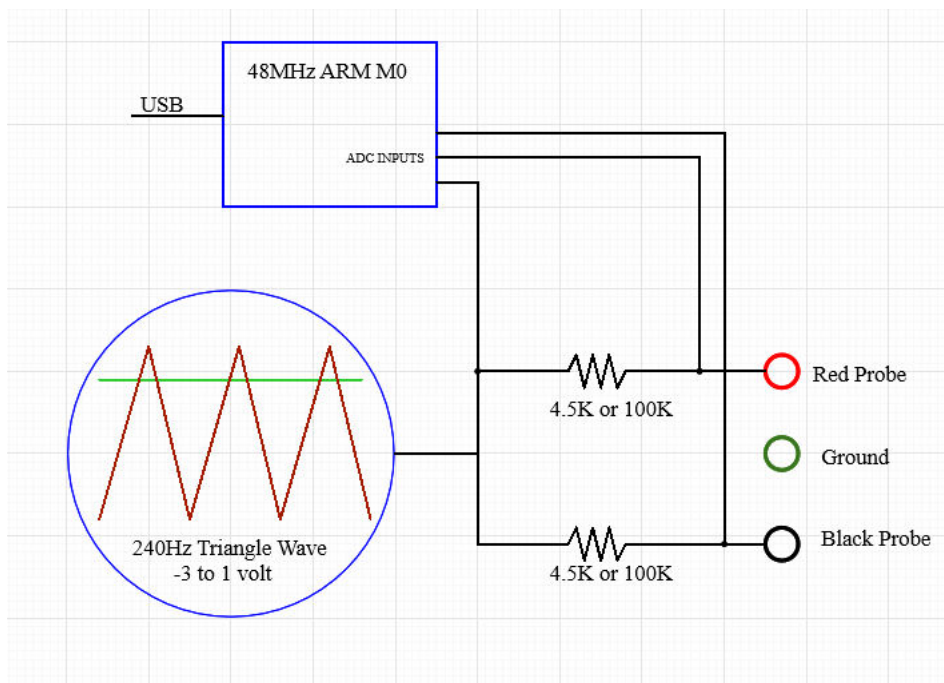 48MHz ARM M0
USB
ADC INPUTS
Red Probe
4.5K or 100K
Ground
Black Probe
240Hz Triangle Wave
-3 to 1 volt
4.5K or 100K